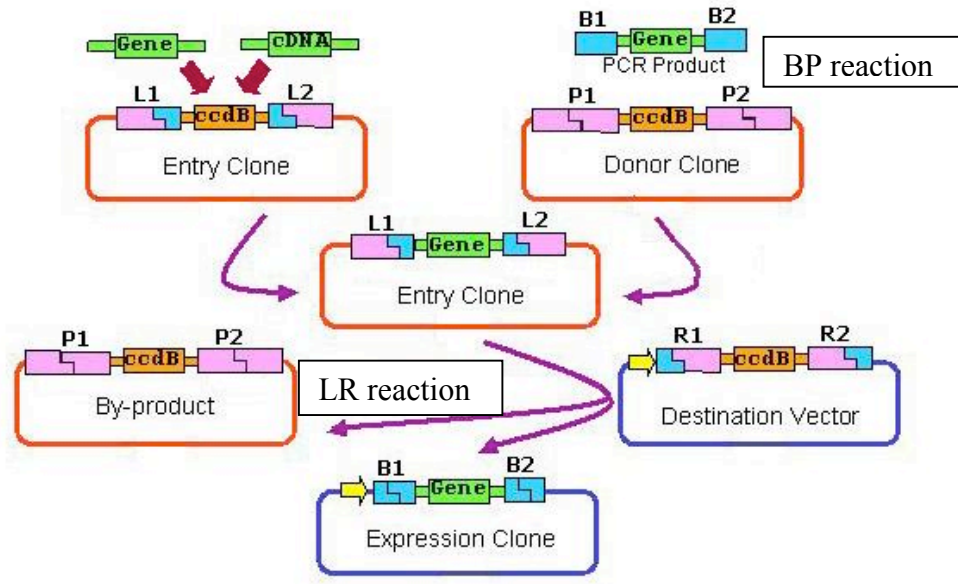 Gene
cDNA
L1
L2
ccdB
Entry Clone
B1
B2
Gene
PCR Product
BP reaction
P1
P2
ccdB
Donor Clone
L1
L2
Gene
Entry Clone
P1
P2
ccdB
By-product
LR reaction
R1
R2
ccdB
Destination Vector
B1
B2
Gene
Expression Clone